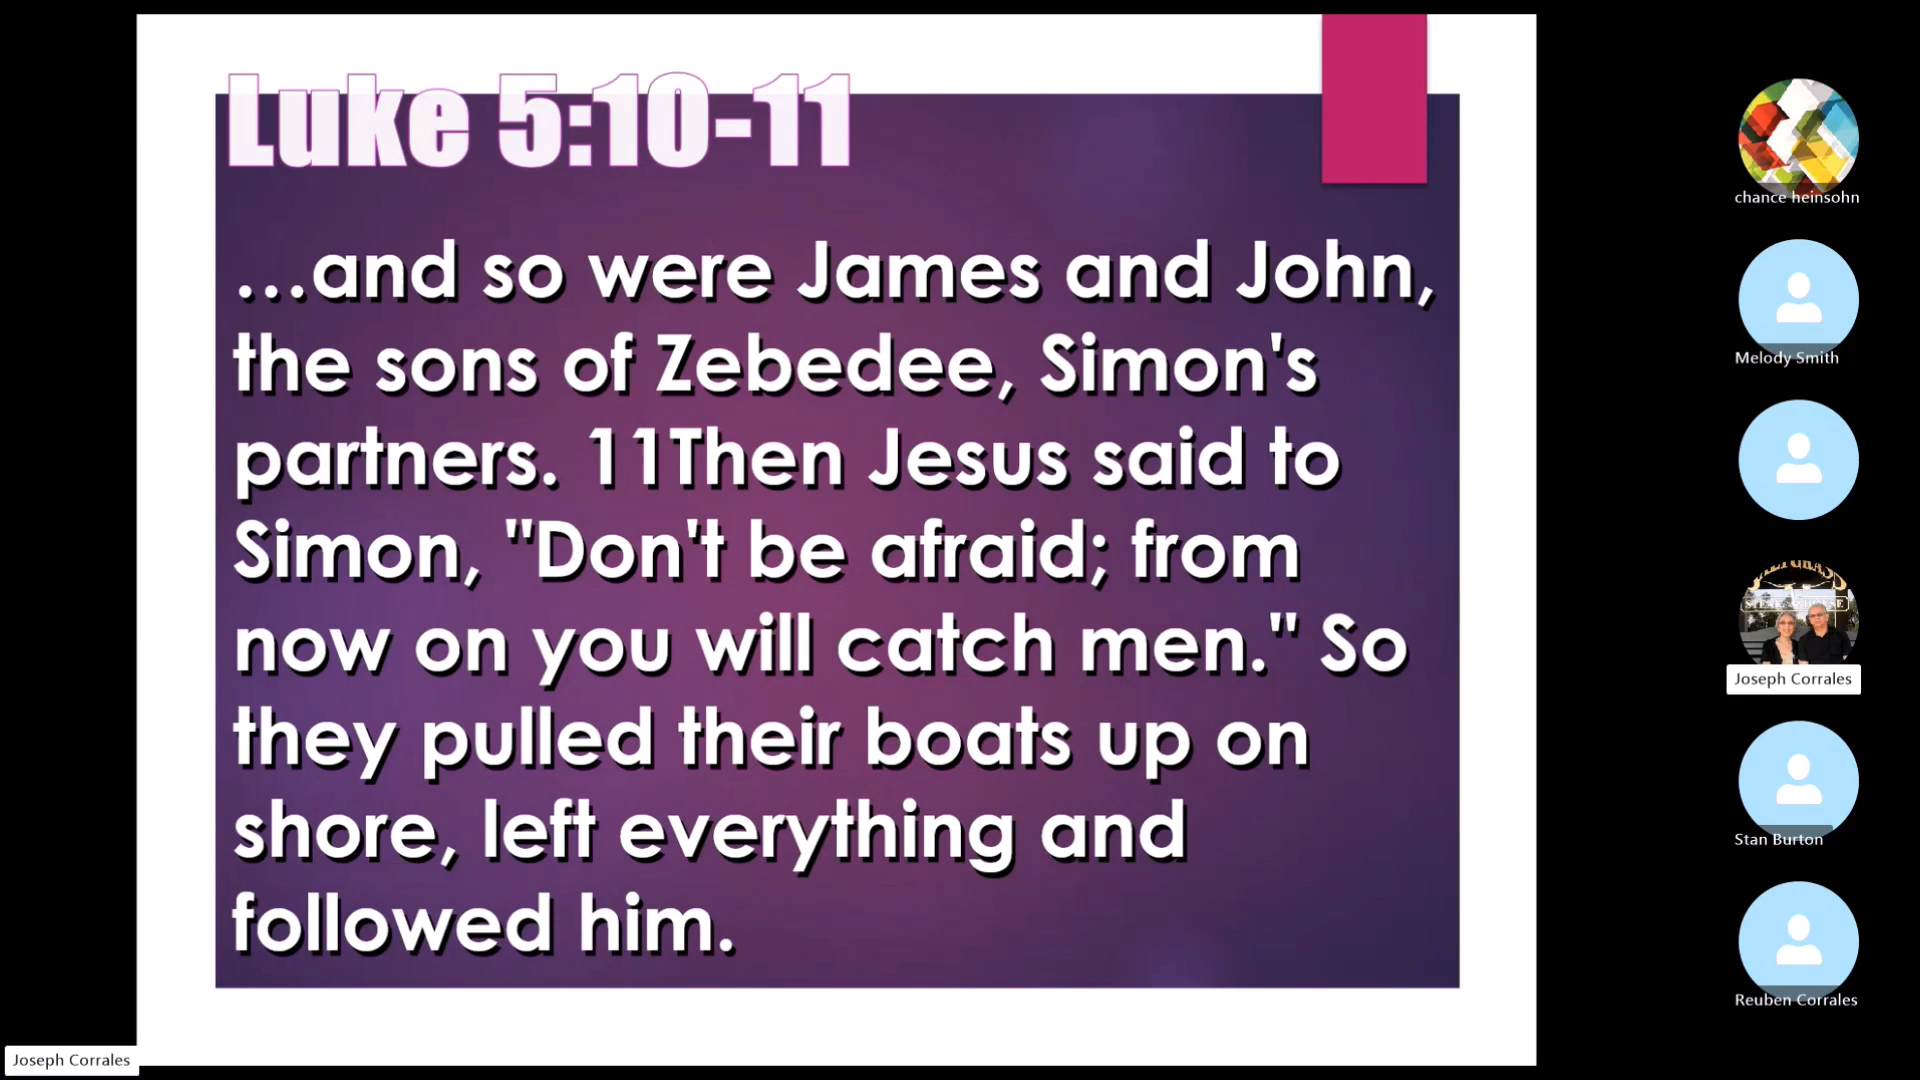 Luke 5:10-11
...and so were James and John,
the sons of Zebedee, Simon's
partners. 11Then Jesus said to
Simon, "Don't be afraid; from
now on you will catch men." So
they pulled their boats up on
shore, left everything and
followed him.
chance heinsohn
Melody Smith
STEAK HOUSE
Joseph Corrales
Stan Burton
Reuben Corrales
Joseph Corrales